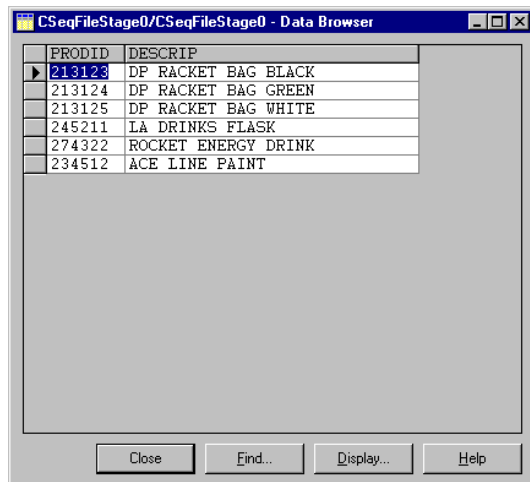 CSeqFileStage0/CSeqFileStage0 - Data Browser
PRODID DESCRIP
213123 DP RACKET BAG BLACK
213124 DP RACKET BAG GREEN
213125 DP RACKET BAG WHITE
245211 LA DRINKS FLASK
274322 ROCKET ENERGY DRINK
234512 ACE LINE PAINT
Close Find... Display... Help